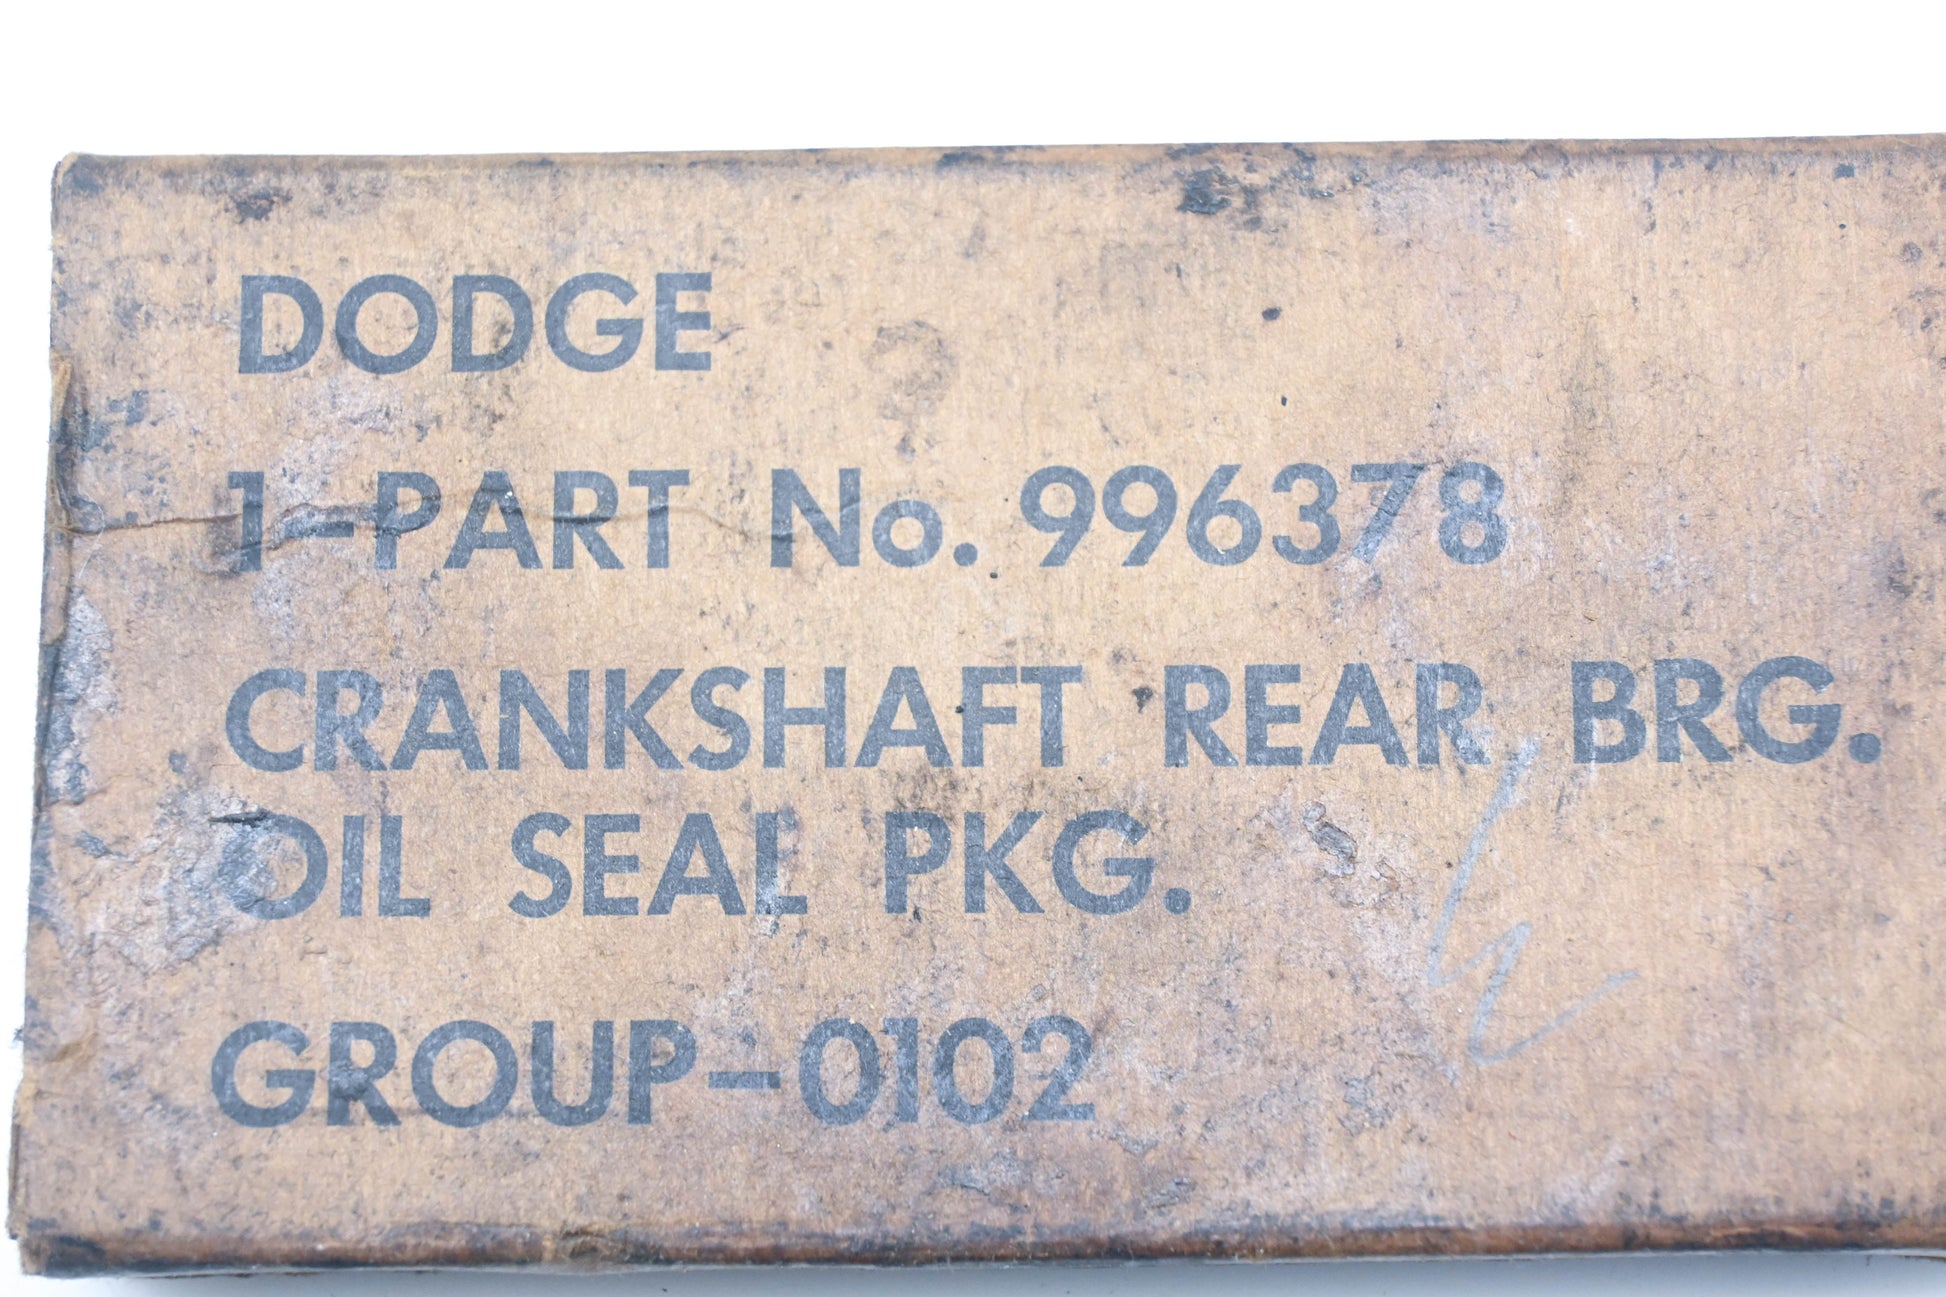 DODGE
1-PART No. 996378
CRANKSHAFT REAR BRG.
OIL SEAL PKG.
GROUP-0102